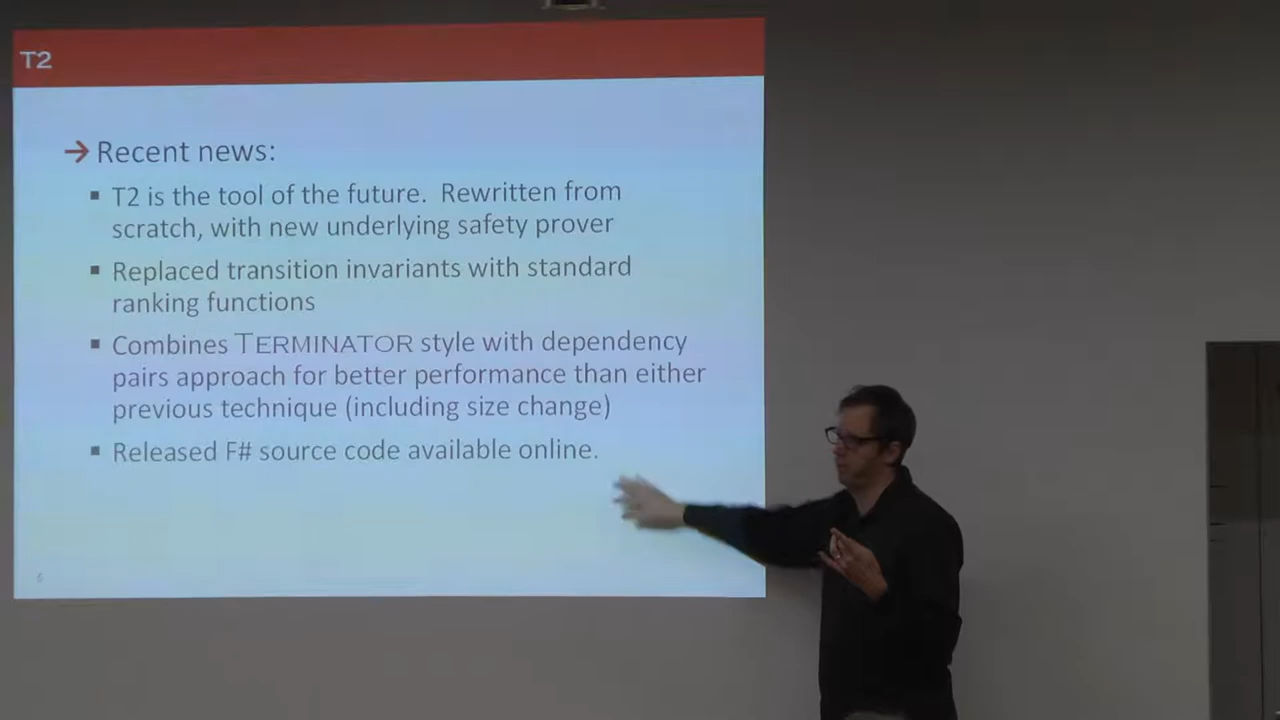 T2
→ Recent news:
▪ T2 is the tool of the future. Rewritten from
scratch, with new underlying safety prover
▪ Replaced transition invariants with standard
ranking functions
▪ Combines TERMINATOR style with dependency
pairs approach for better performance than either
previous technique (including size change)
▪ Released F# source code available online.
6